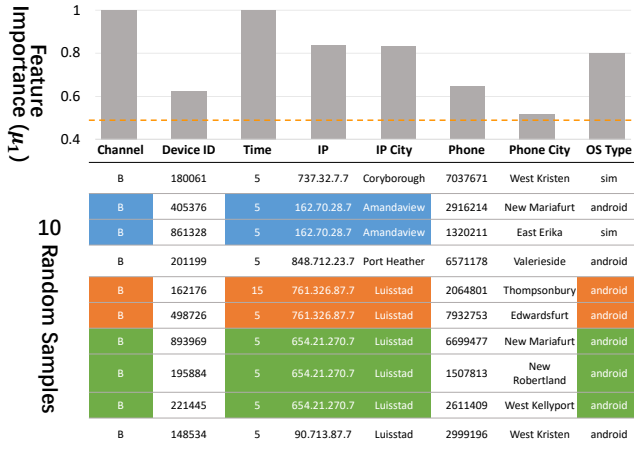 Feature
Importance (μ₁)
1
0.8
0.6
0.4
Channel Device ID Time IP IP City Phone Phone City OS Type
10 Random Samples
B 180061 5 737.32.7.7 Coryborough 7037671 West Kristen sim
B 405376 5 162.70.28.7 Amandaview 2916214 New Mariafurt android
B 861328 5 162.70.28.7 Amandaview 1320211 East Erika sim
B 201199 5 848.712.23.7 Port Heather 6571178 Valerieside android
B 162176 15 761.326.87.7 Luisstad 2064801 Thompsonbury android
B 498726 5 761.326.87.7 Luisstad 7932753 Edwardsfurt android
B 893969 5 654.21.270.7 Luisstad 6699477 New Mariafurt android
B 195884 5 654.21.270.7 Luisstad 1507813 New Robertland android
B 221445 5 654.21.270.7 Luisstad 2611409 West Kellyport android
B 148534 5 90.713.87.7 Luisstad 2999196 West Kristen android